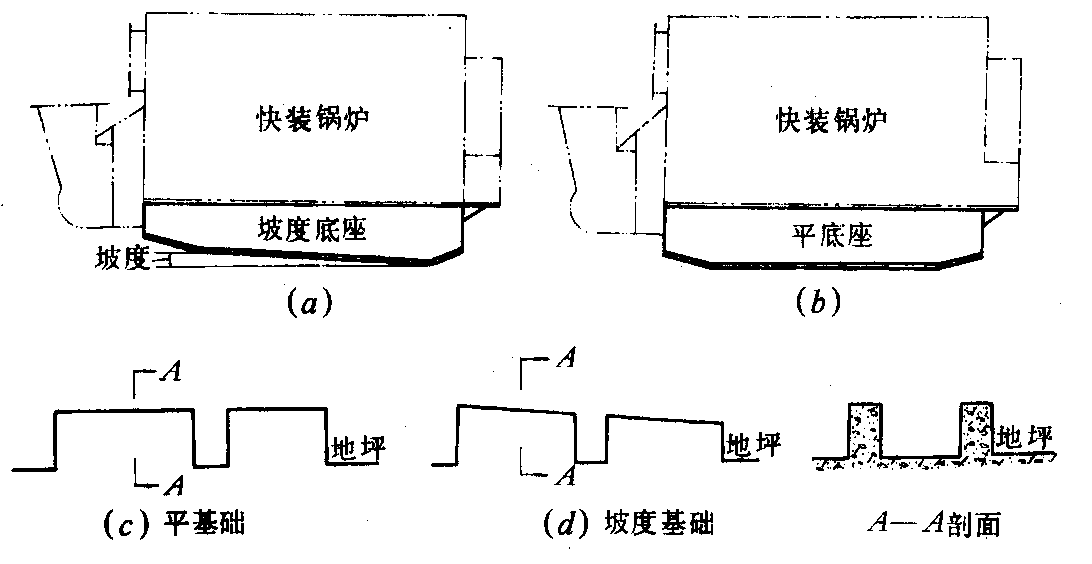 快装锅炉
坡度底座
坡度
(a)
快装锅炉
平底座
(b)
A
地坪
A
(c) 平基础
A
地坪
A
(d) 坡度基础
地坪
A—A剖面